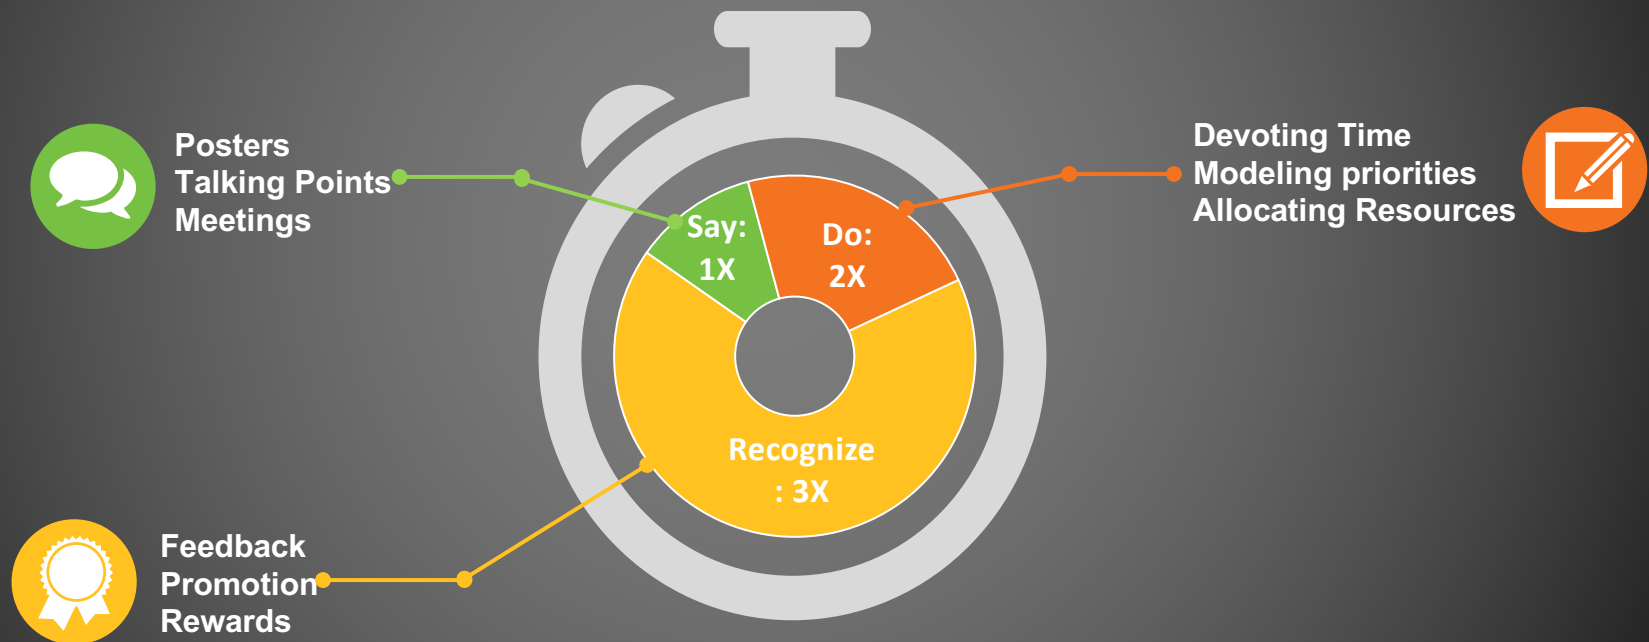 Posters
Talking Points
Meetings
Say:
1X
Do:
2X
Devoting Time
Modeling priorities
Allocating Resources
Recognize
: 3X
Feedback
Promotion
Rewards